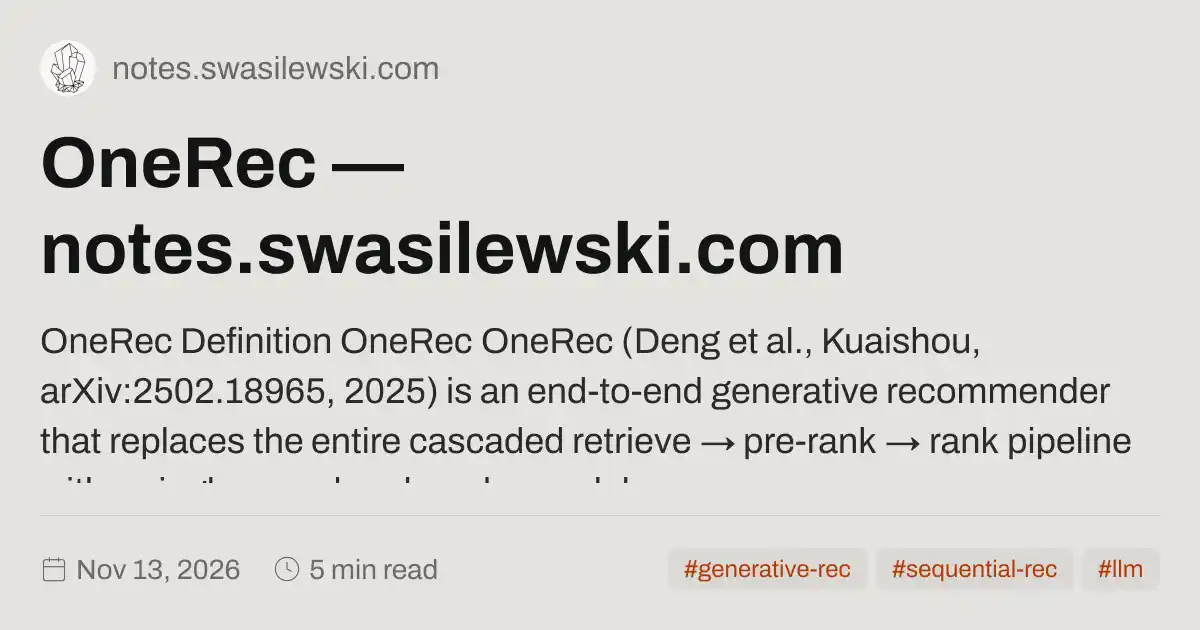 notes.swasilewski.com
OneRec —
notes.swasilewski.com
OneRec Definition OneRec OneRec (Deng et al., Kuaishou,
arXiv:2502.18965, 2025) is an end-to-end generative recommender
that replaces the entire cascaded retrieve → pre-rank → rank pipeline
Nov 13, 2026
5 min read
#generative-rec
#sequential-rec
#llm